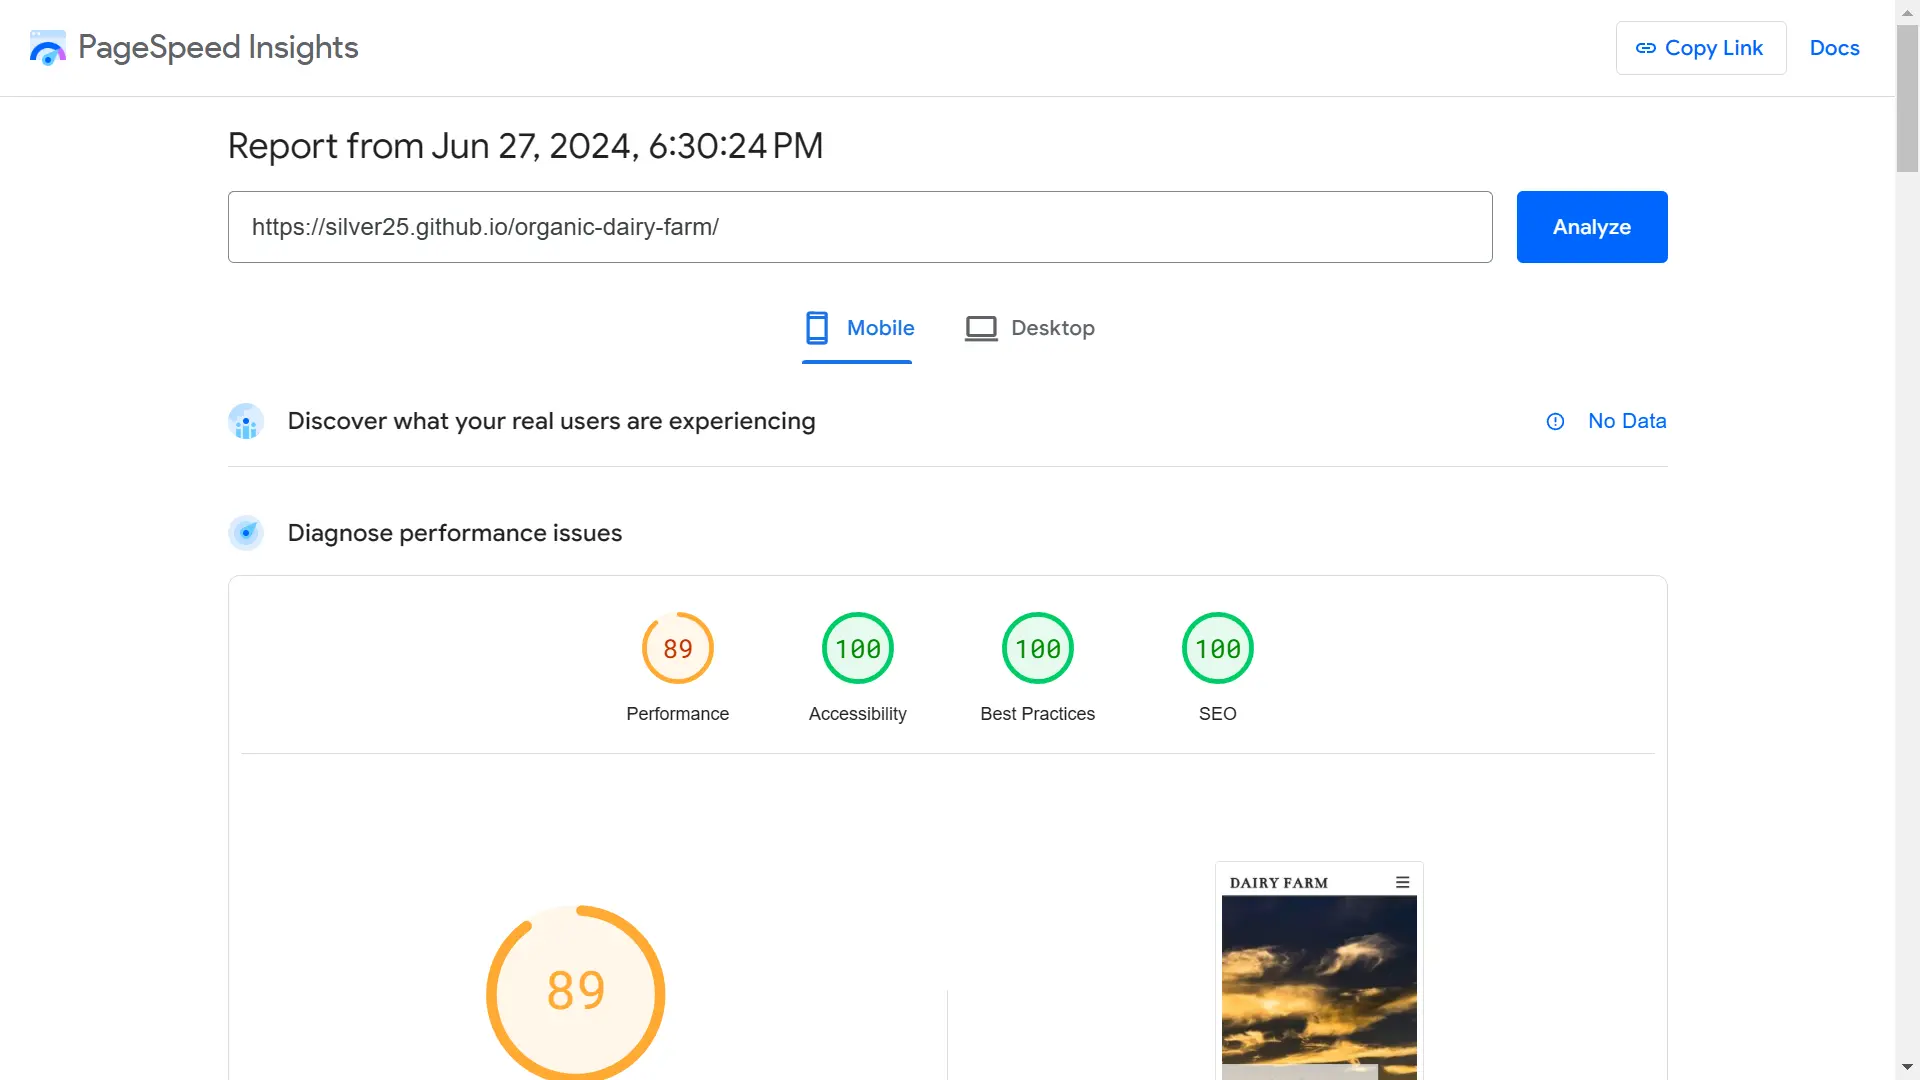 PageSpeed Insights
Copy Link
Docs
Report from Jun 27, 2024, 6:30:24 PM
https://silver25.github.io/organic-dairy-farm/
Analyze
Mobile
Desktop
Discover what your real users are experiencing
No Data
Diagnose performance issues
89
100
100
100
Performance
Accessibility
Best Practices
SEO
DAIRY FARM
89